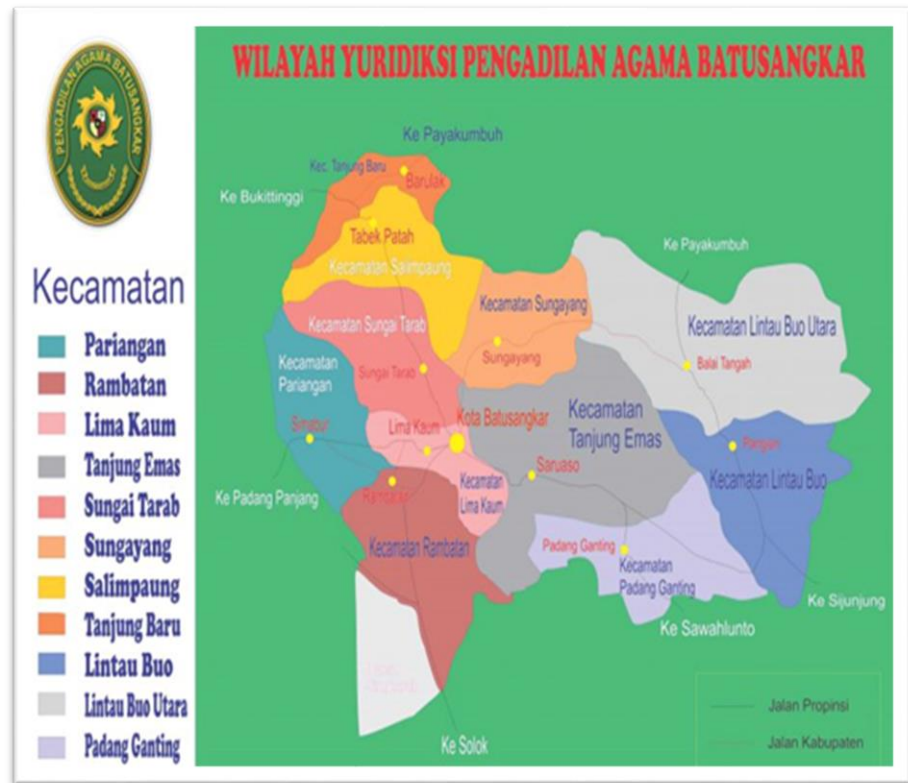 WILAYAH YURIDIKSI PENGADILAN AGAMA BATUSANGKAR
PENGADILAN AGAMA BATUSANGKAR
Kecamatan
Pariangan
Rambatan
Lima Kaum
Tanjung Emas
Sungai Tarab
Sungayang
Salimpaung
Tanjung Baru
Lintau Buo
Lintau Buo Utara
Padang Ganting
Ke Payakumbuh
Kec. Tanjung Baru
Barulak
Ke Bukittinggi
Tabek Patah
Kecamatan Salimpaung
Ke Payakumbuh
Kecamatan Sungayang
Kecamatan Sungai Tarab
Kecamatan Lintau Buo Utara
Sungayang
Kecamatan
Pariangan
Sungai Tarab
Balai Tangah
Simabur
Lima Kaum
Kota Batusangkar
Kecamatan
Tanjung Emas
Pangian
Saruaso
Kecamatan Lintau Buo
Kecamatan
Lima Kaum
Ke Padang Panjang
Rambatan
Kecamatan Rambatan
Padang Ganting
Kecamatan
Padang Ganting
Ke Sijunjung
Ke Sawahlunto
Ke Solok
Jalan Propinsi
Jalan Kabupaten